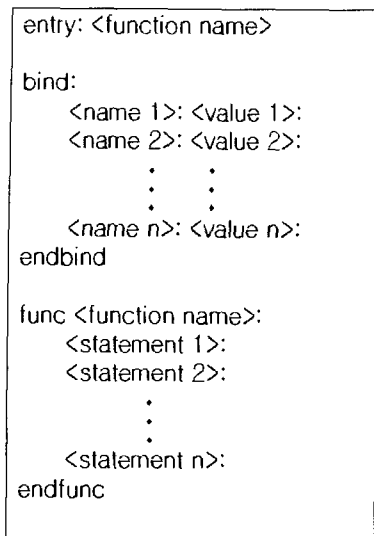 entry: <function name>
bind:
<name 1>: <value 1>:
<name 2>: <value 2>:
<name n>: <value n>:
endbind
func <function name>:
<statement 1>:
<statement 2>:
<statement n>:
endfunc